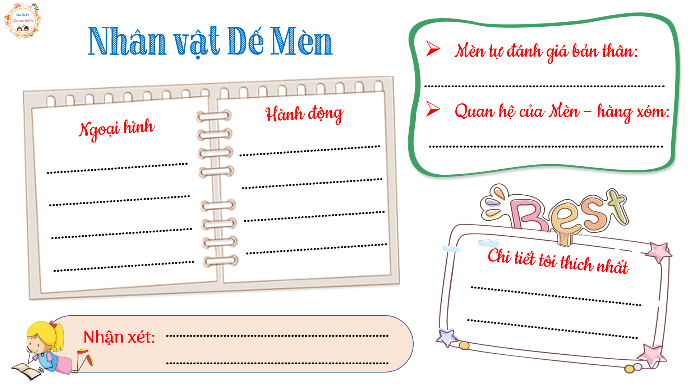 Nhân vật Dế Mèn
Ngoại hình
Hành động
Mèn tự đánh giá bản thân:
Quan hệ của Mèn – hàng xóm:
Best
Chi tiết tôi thích nhất
Nhận xét: